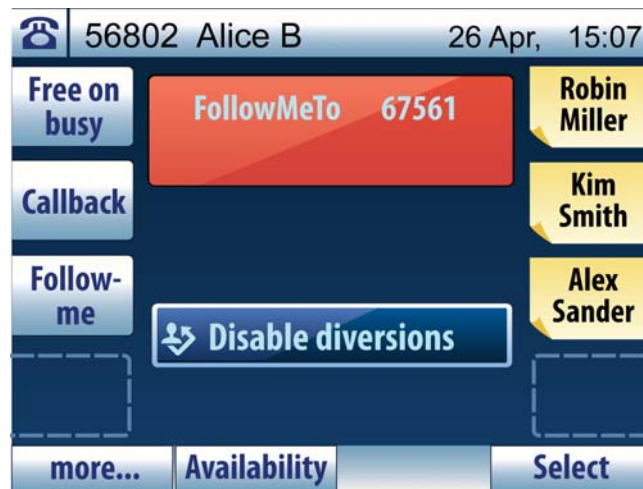 56802 Alice B 26 Apr, 15:07
Free on
busy
FollowMeTo 67561
Robin
Miller
Callback
Kim
Smith
Follow-
me
Alex
Sander
Disable diversions
more... Availability Select